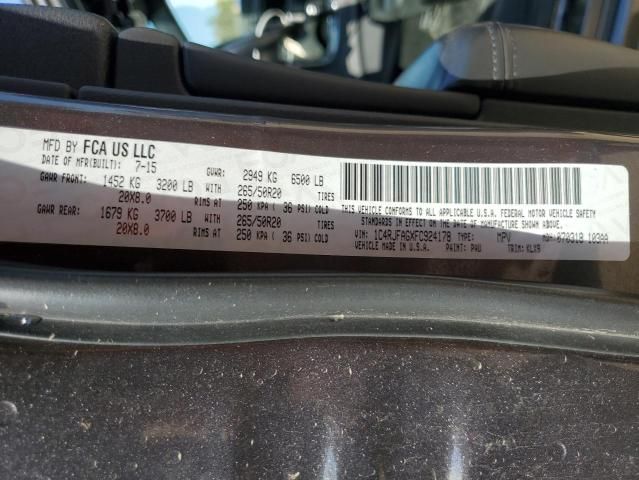 MFD BY FCA US LLC
DATE OF MFR(BUILT): 7-15 GVWR: 2949 KG 6500 LB
GAWR FRONT: 1452 KG 3200 LB WITH 265/50R20 TIRES
20X8.0 RIMS AT 250 KPA ( 36 PSI) COLD
GAWR REAR: 1679 KG 3700 LB WITH 265/50R20 TIRES
20X8.0 RIMS AT 250 KPA ( 36 PSI) COLD
THIS VEHICLE CONFORMS TO ALL APPLICABLE U.S.A. FEDERAL MOTOR VEHICLE SAFETY
STANDARDS IN EFFECT ON THE DATE OF MANUFACTURE SHOWN ABOVE.
VIN: 1C4RJFAGXFC924178 TYPE: MPV 070318 10300
MADE IN U.S.A. PAINT: PAU TRIM: KLX9